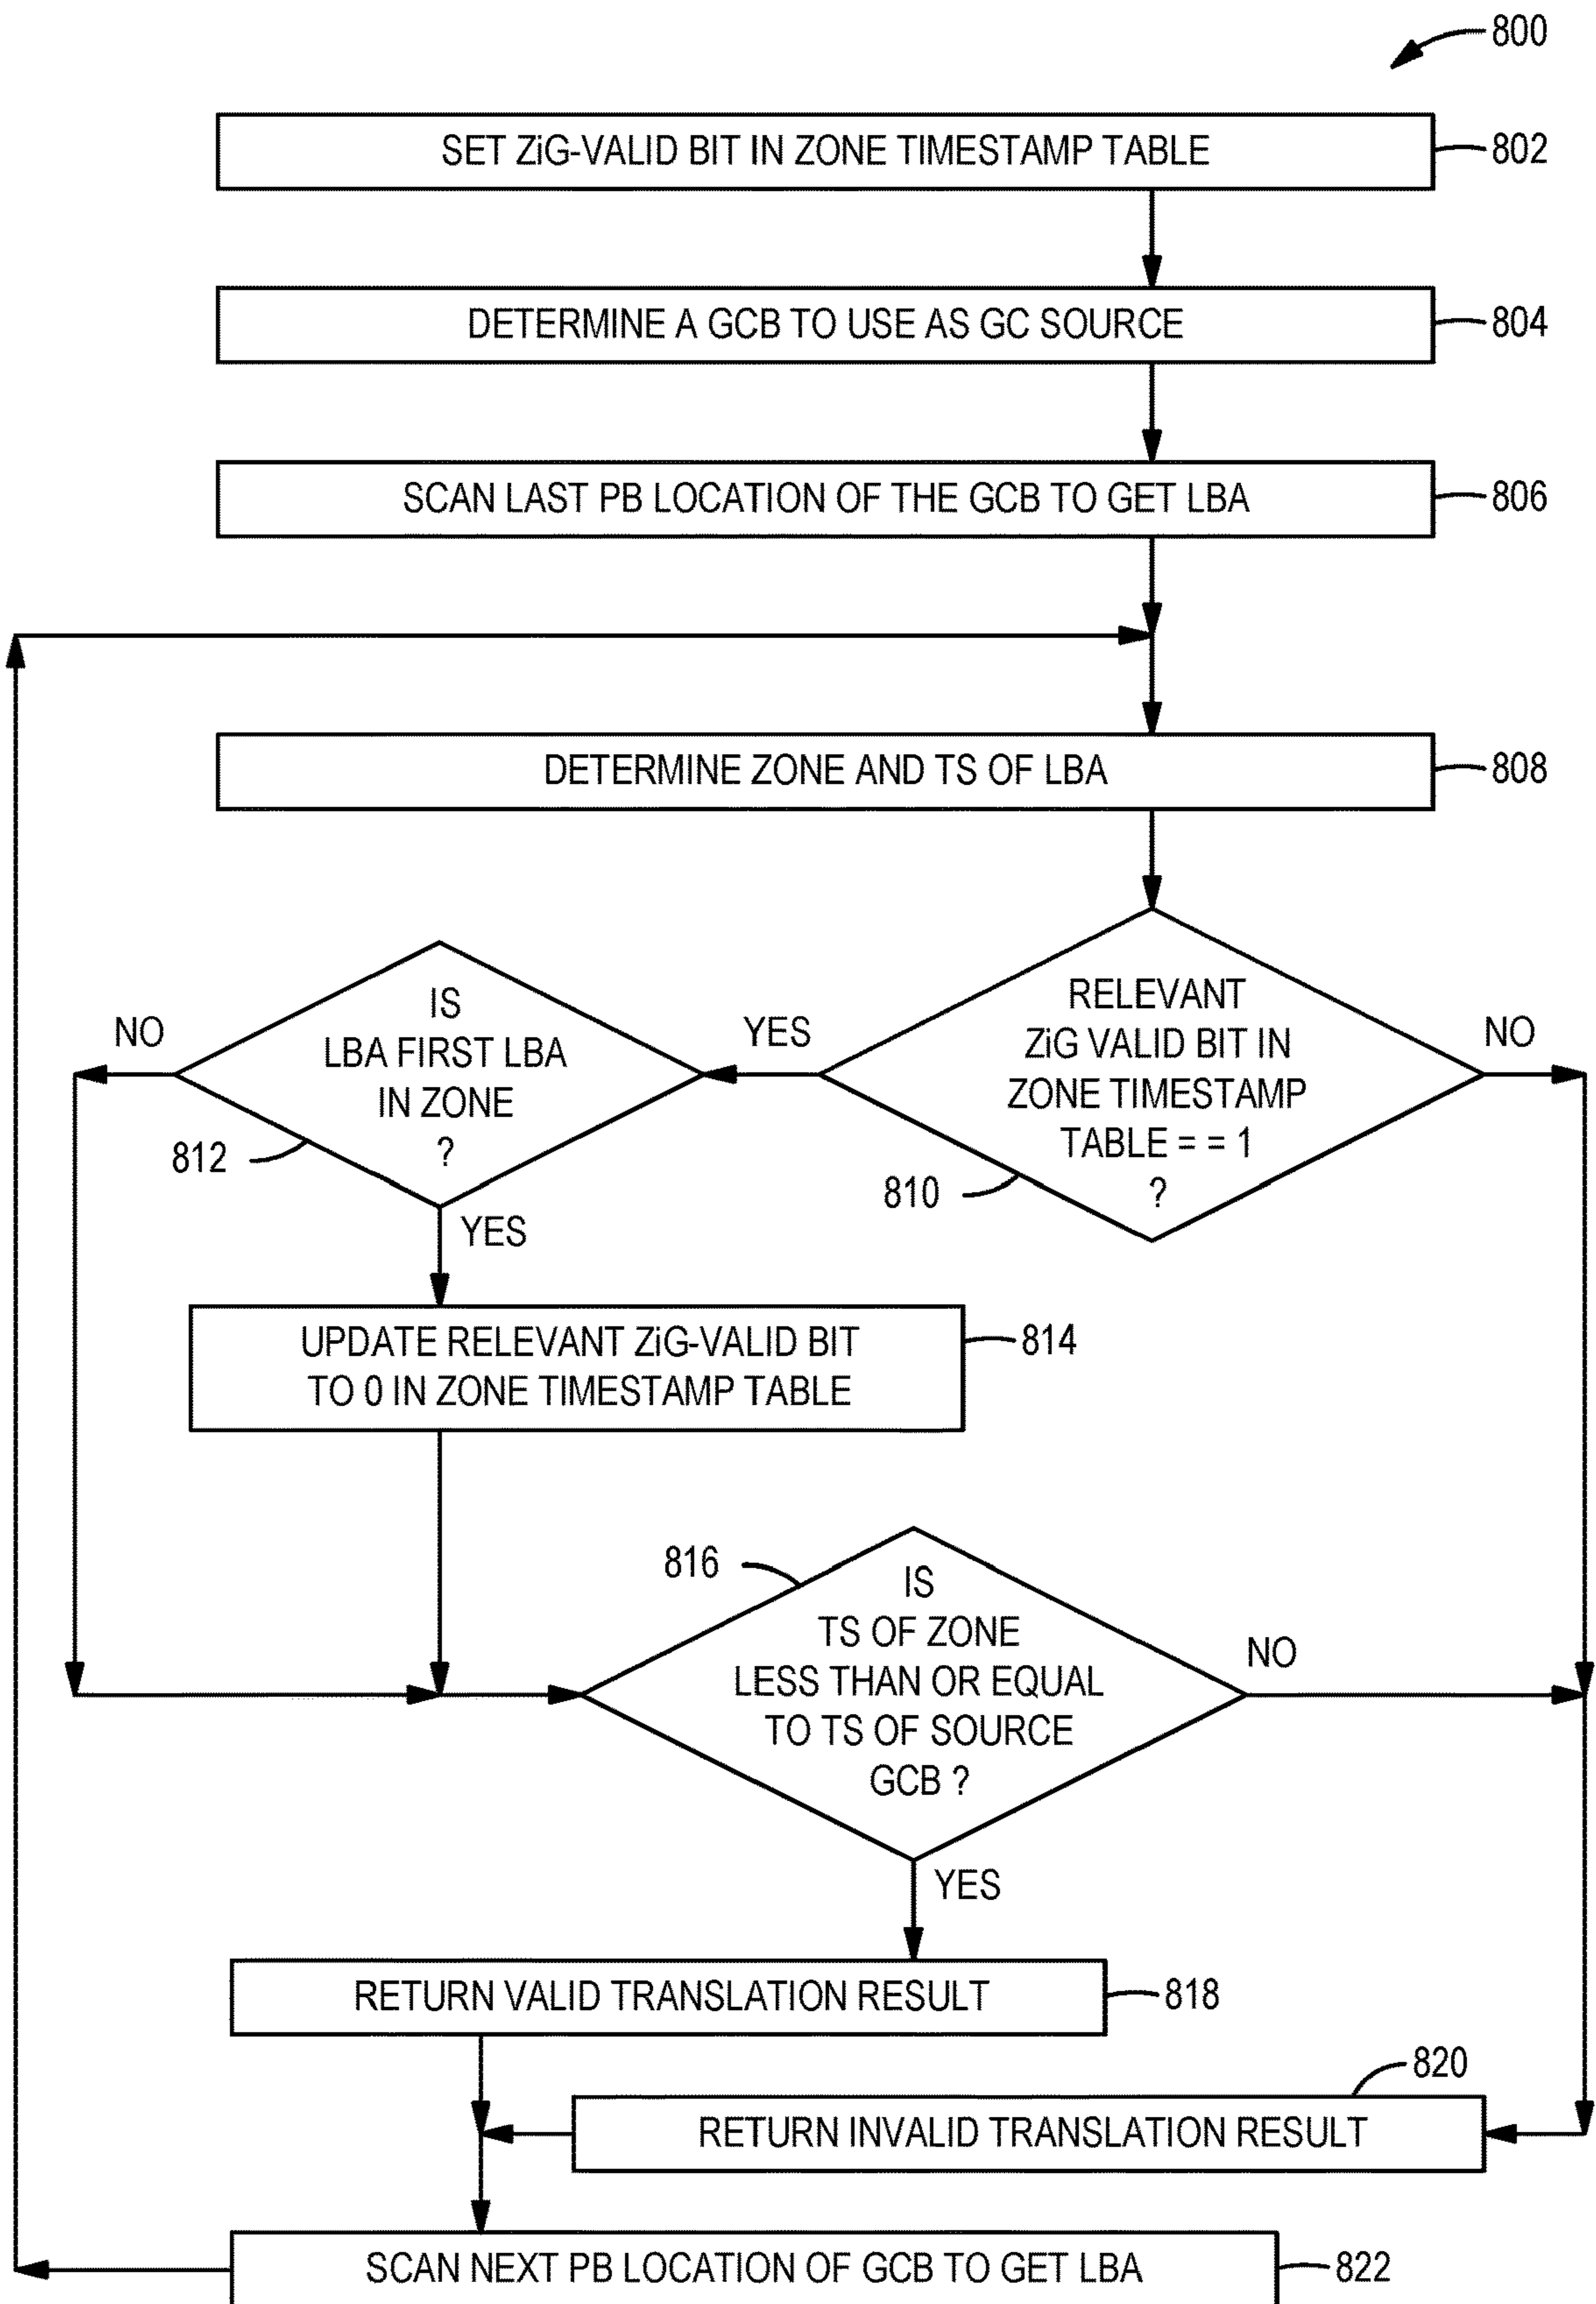 800
SET ZiG-VALID BIT IN ZONE TIMESTAMP TABLE
802
DETERMINE A GCB TO USE AS GC SOURCE
804
SCAN LAST PB LOCATION OF THE GCB TO GET LBA
806
DETERMINE ZONE AND TS OF LBA
808
RELEVANT
ZiG VALID BIT IN
ZONE TIMESTAMP
TABLE = = 1
?
810
YES
NO
IS
LBA FIRST LBA
IN ZONE
?
812
NO
YES
UPDATE RELEVANT ZiG-VALID BIT
TO 0 IN ZONE TIMESTAMP TABLE
814
816
IS
TS OF ZONE
LESS THAN OR EQUAL
TO TS OF SOURCE
GCB ?
NO
YES
RETURN VALID TRANSLATION RESULT
818
820
RETURN INVALID TRANSLATION RESULT
SCAN NEXT PB LOCATION OF GCB TO GET LBA
822